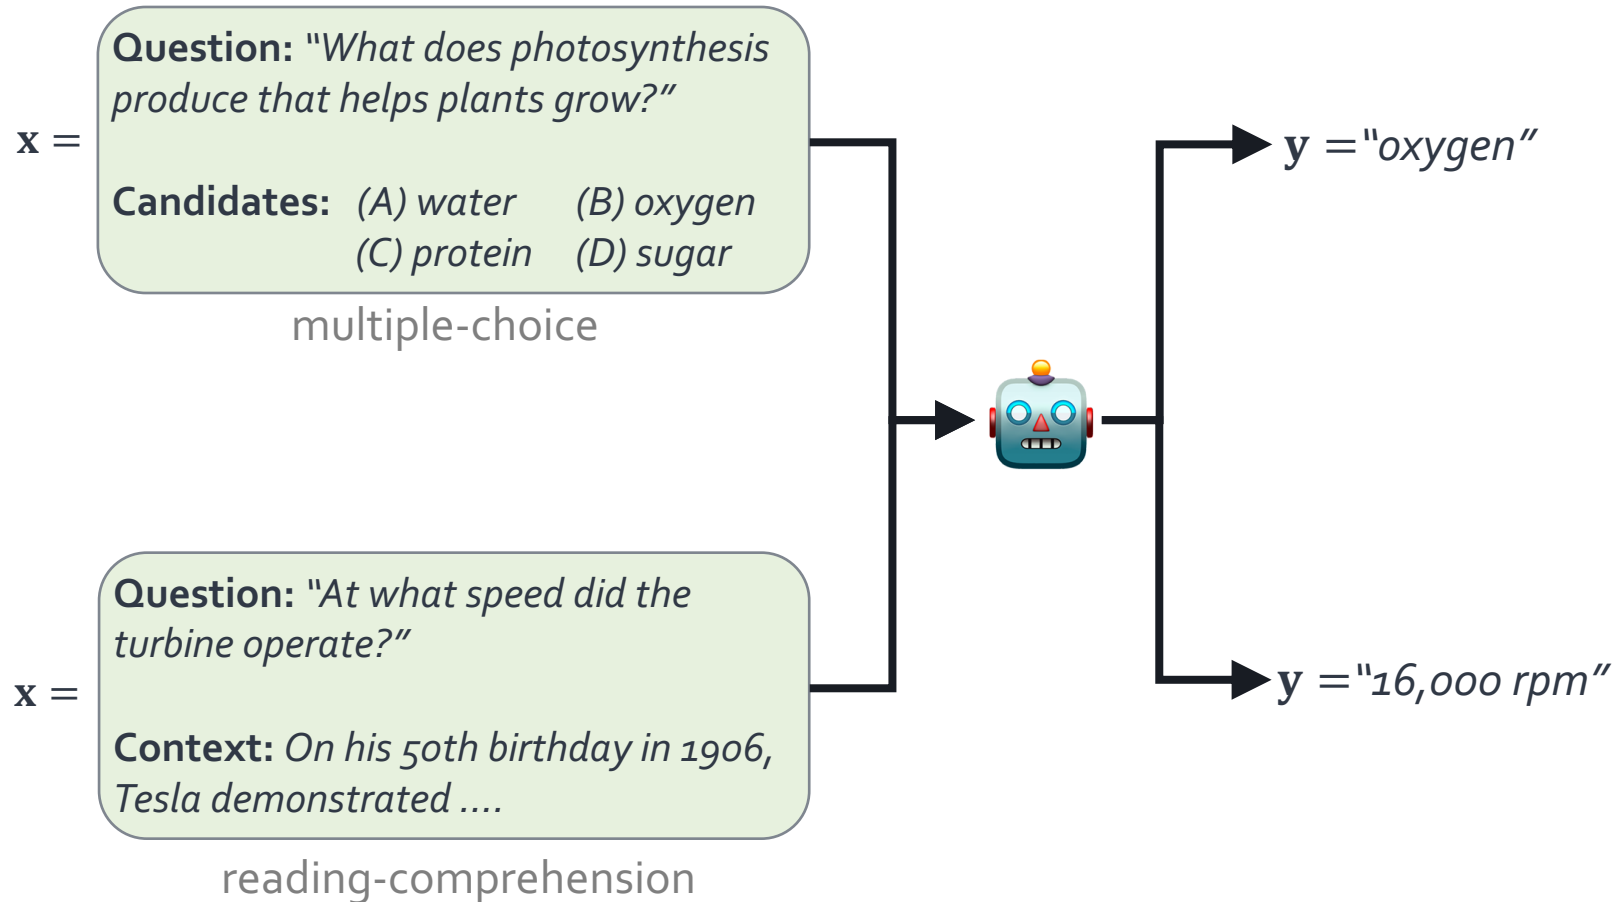 Question: “What does photosynthesis
produce that helps plants grow?”
x =
Candidates: (A) water (B) oxygen
(C) protein (D) sugar
multiple-choice
y =“oxygen”
Question: “At what speed did the
turbine operate?”
x =
Context: On his 50th birthday in 1906,
Tesla demonstrated ....
reading-comprehension
y =“16,000 rpm”